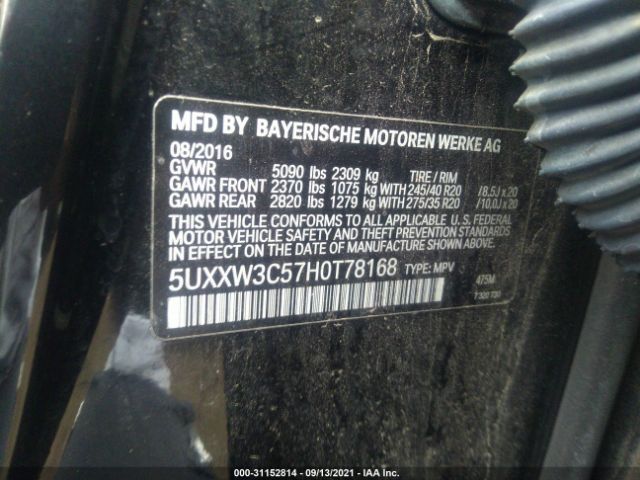 MFD BY BAYERISCHE MOTOREN WERKE AG
08/2016
GVWR 5090 lbs 2309 kg TIRE / RIM
GAWR FRONT 2370 lbs 1075 kg WITH 245/40 R20 /8.5J x 20
GAWR REAR 2820 lbs 1279 kg WITH 275/35 R20 /10.0J x 20
THIS VEHICLE CONFORMS TO ALL APPLICABLE U.S. FEDERAL
MOTOR VEHICLE SAFETY AND THEFT PREVENTION STANDARDS
IN EFFECT ON THE DATE OF MANUFACTURE SHOWN ABOVE.
5UXXW3C57H0T78168 TYPE: MPV 475M
000-31152814 - 09/13/2021 - IAA Inc.